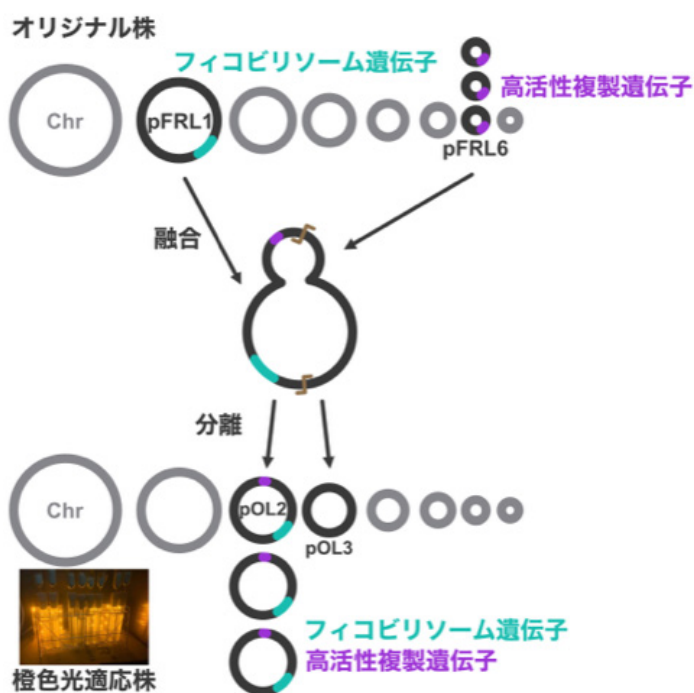 オリジナル株
フィコビリソーム遺伝子
高活性複製遺伝子
Chr
pFRL1
pFRL6
融合
分離
Chr
pOL2
pOL3
フィコビリソーム遺伝子
高活性複製遺伝子
橙色光適応株